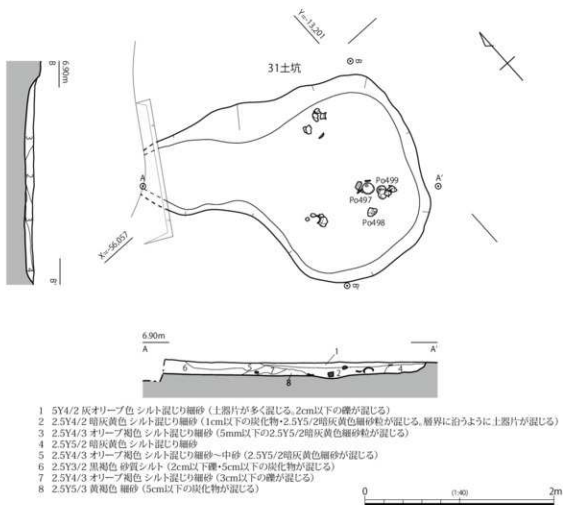 Y=-13,201
31土坑
6.90m
B
B
A
A'
Po499
Po497
Po498
X=-56,057
B'
B'
6.90m
A
A'
1
6
5
2
4
8
1 5Y4/2 灰オリーブ色 シルト混じり細砂 (土器片が多く混じる。2cm以下の礫が混じる)
2 2.5Y4/2 暗灰黄色 シルト混じり細砂 (1cm以下の炭化物・2.5Y5/2暗灰黄色細砂粒が混じる。層界に沿うように土器片が混じる)
3 2.5Y4/3 オリーブ褐色 シルト混じり細砂 (5mm以下の2.5Y5/2暗灰黄色細砂粒が混じる)
4 2.5Y5/2 暗灰黄色 シルト混じり細砂
5 2.5Y4/3 オリーブ褐色 シルト混じり細砂~中砂 (2.5Y5/2暗灰黄色細砂が混じる)
6 2.5Y3/2 黒褐色 砂質シルト (2cm以下礫・5cm以下の炭化物が混じる)
7 2.5Y4/3 オリーブ褐色 シルト混じり細砂 (3cm以下の礫が混じる)
8 2.5Y5/3 黄褐色 細砂 (5cm以下の炭化物が混じる)
0 (1:40) 2m